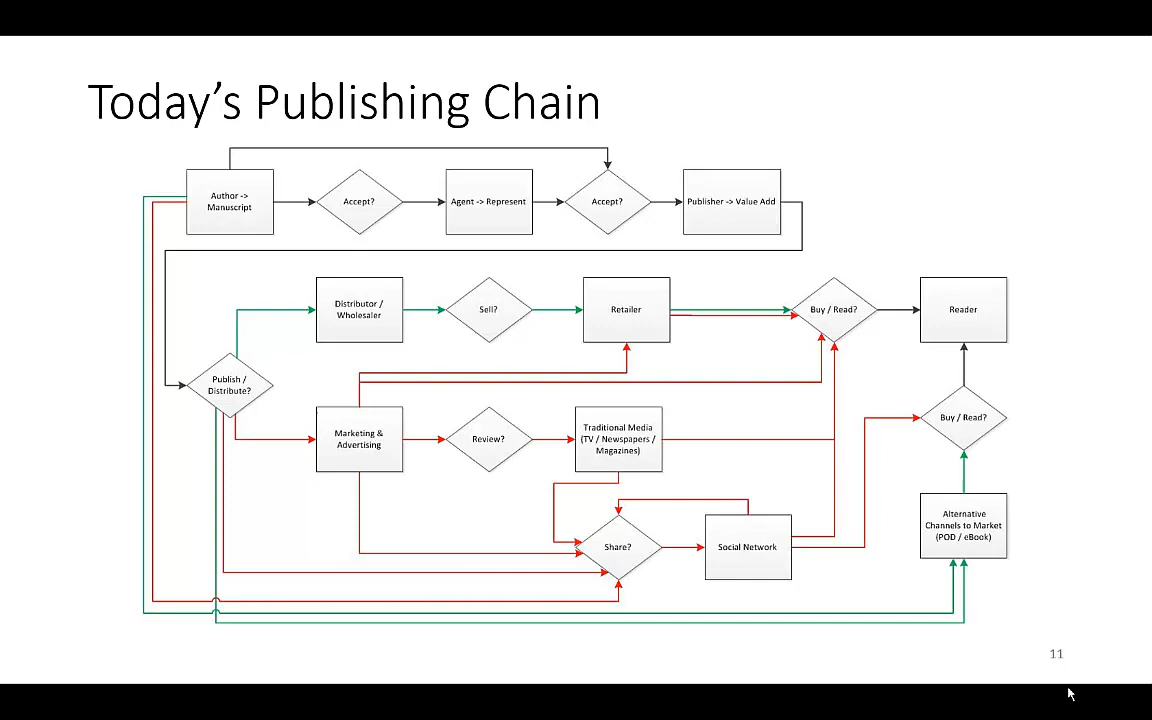 Today's Publishing Chain
Author ->
Manuscript
Accept?
Agent -> Represent
Accept?
Publisher -> Value Add
Distributor /
Wholesaler
Sell?
Retailer
Buy / Read?
Reader
Publish /
Distribute?
Marketing &
Advertising
Review?
Traditional Media
(TV / Newspapers /
Magazines)
Buy / Read?
Share?
Social Network
Alternative
Channels to Market
(POD / eBook)
11